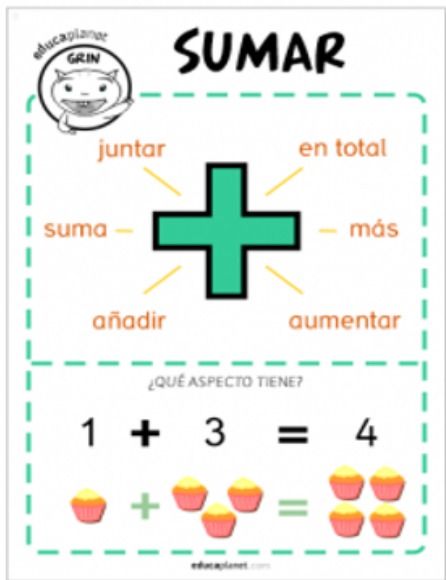 educaplanet
GRIN
SUMAR
juntar
en total
suma
más
añadir
aumentar
¿QUÉ ASPECTO TIENE?
1 + 3 = 4
+ =
educaplanet.com